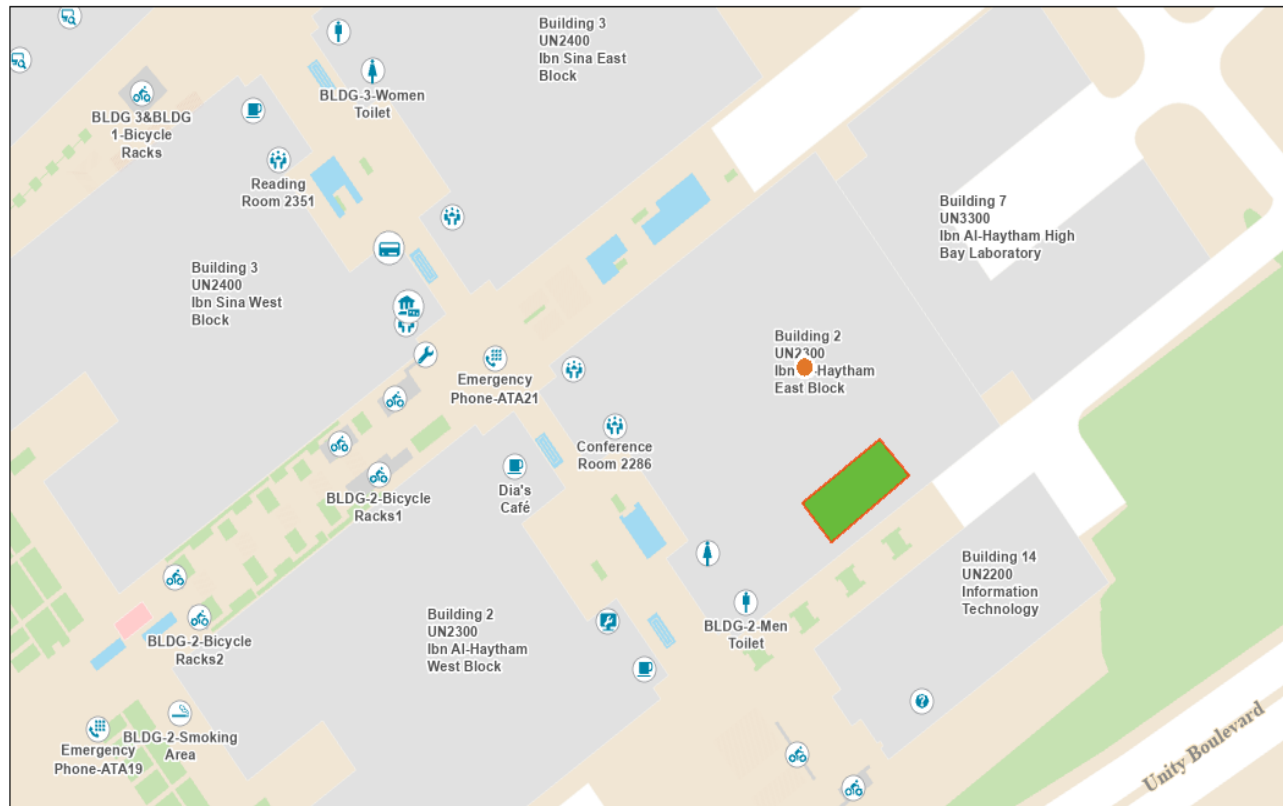 Building 3
UN2400
Ibn Sina East
Block
BLDG-3-Women
Toilet
BLDG 3&BLDG
1-Bicycle
Racks
Reading
Room 2351
Building 7
UN3300
Ibn Al-Haytham High
Bay Laboratory
Building 3
UN2400
Ibn Sina West
Block
Building 2
UN2300
Ibn Haytham
East Block
Emergency
Phone-ATA21
Conference
Room 2286
Dia's
Café
BLDG-2-Bicycle
Racks1
Building 14
UN2200
Information
Technology
Building 2
UN2300
Ibn Al-Haytham
West Block
BLDG-2-Men
Toilet
BLDG-2-Bicycle
Racks2
BLDG-2-Smoking
Area
Emergency
Phone-ATA19
Unity Boulevard